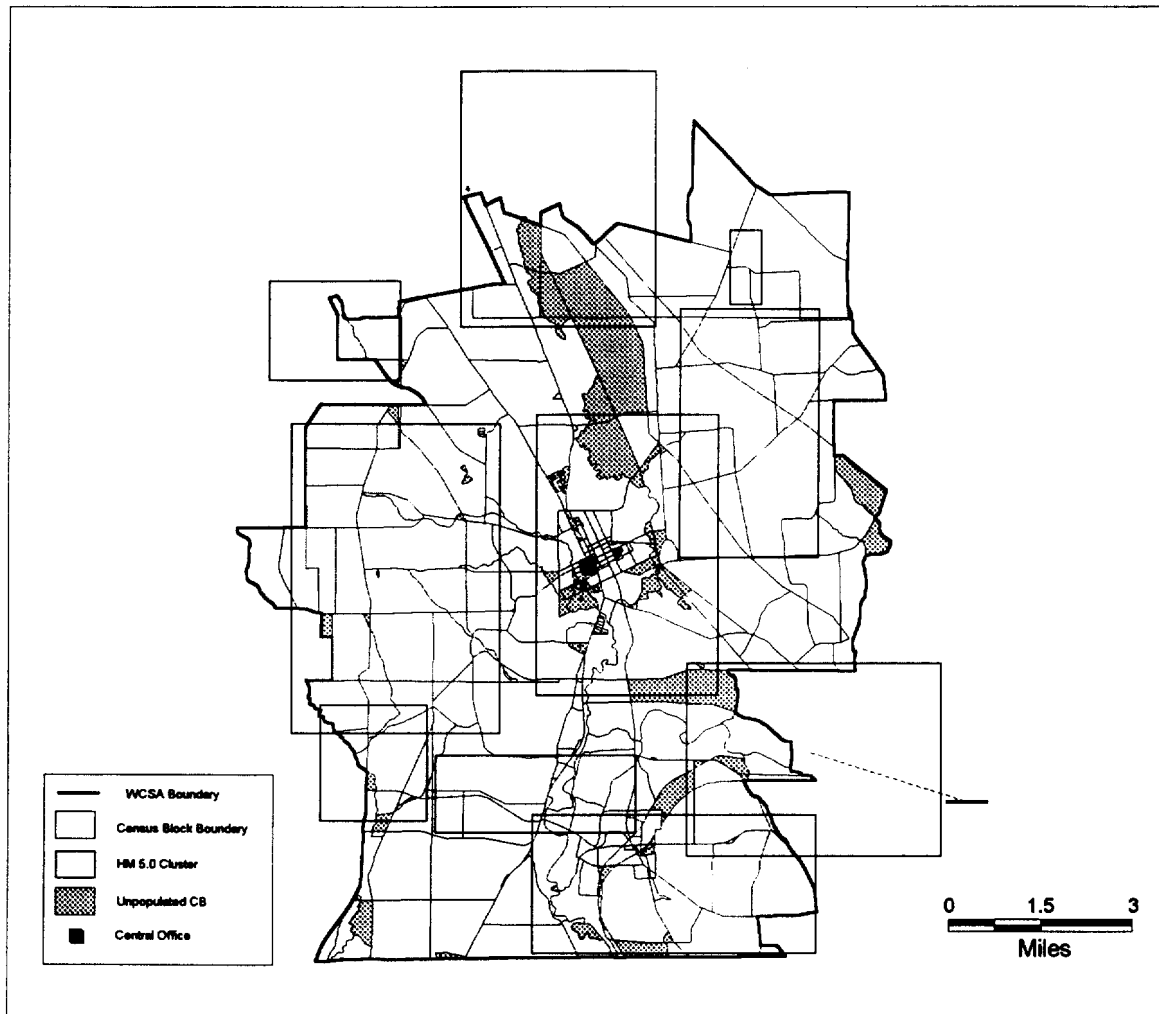 WCSA Boundary
Census Block Boundary
HM 5.0 Cluster
Unpopulated CB
Central Office
0 1.5 3
Miles